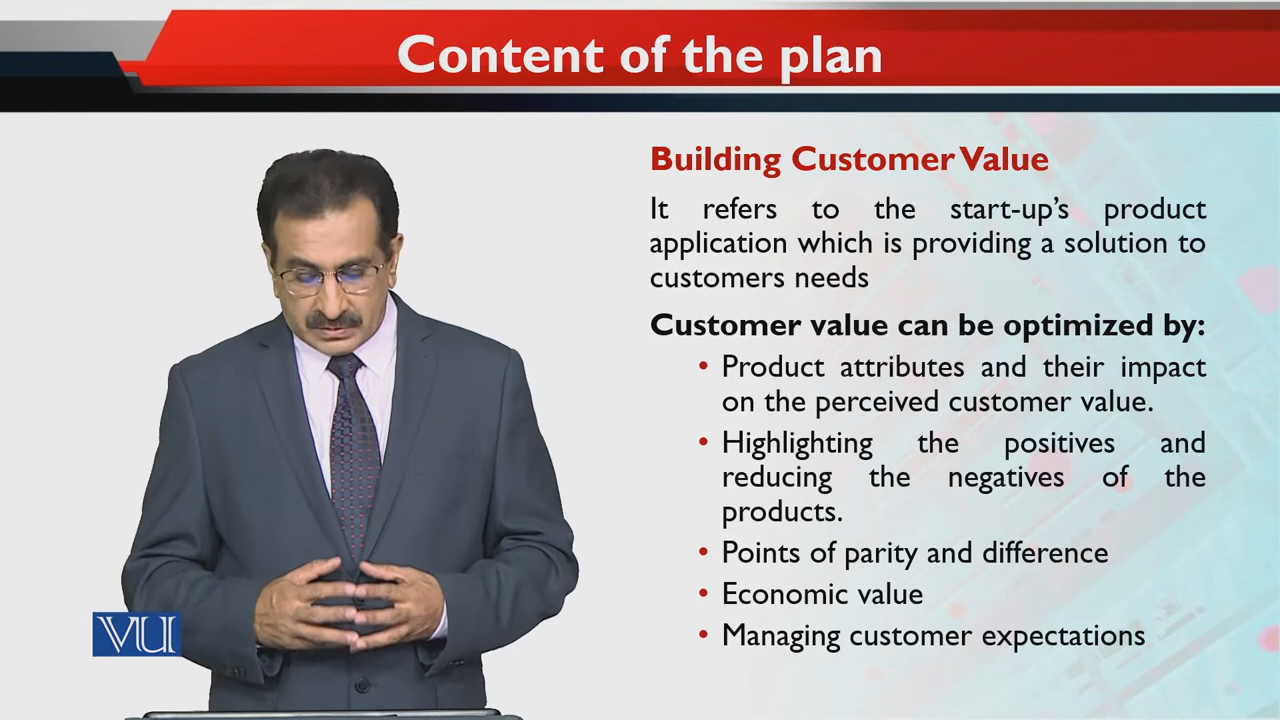 Content of the plan
Building Customer Value
It refers to the start-up’s product
application which is providing a solution to
customers needs
Customer value can be optimized by:
• Product attributes and their impact
on the perceived customer value.
• Highlighting the positives and
reducing the negatives of the
products.
• Points of parity and difference
• Economic value
• Managing customer expectations
VU